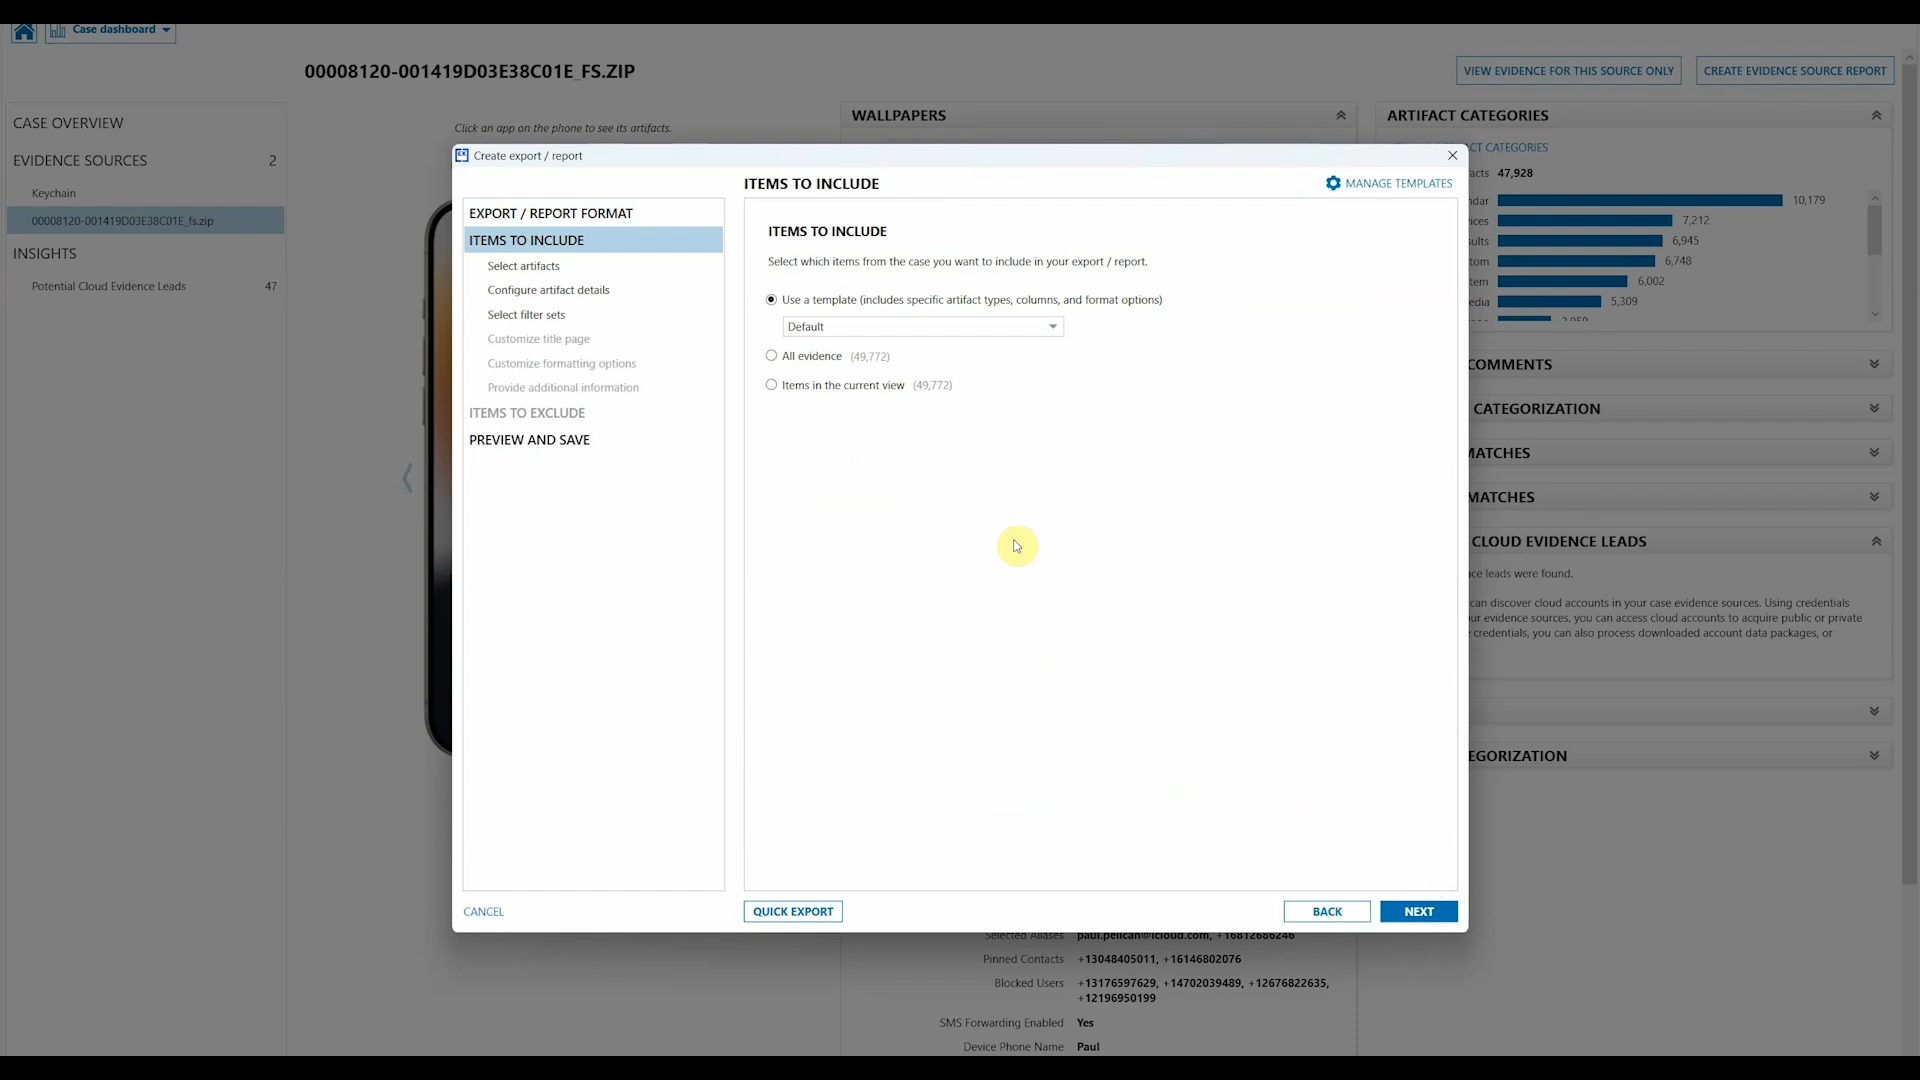 Case dashboard
00008120-001419D03E38C01E_FS.ZIP
VIEW EVIDENCE FOR THIS SOURCE ONLY
CREATE EVIDENCE SOURCE REPORT
CASE OVERVIEW
EVIDENCE SOURCES 2
Keychain
00008120-001419D03E38C01E_fs.zip
INSIGHTS
Potential Cloud Evidence Leads 47
Click an app on the phone to see its artifacts.
WALLPAPERS
ARTIFACT CATEGORIES
Create export / report
ITEMS TO INCLUDE
MANAGE TEMPLATES
EXPORT / REPORT FORMAT
ITEMS TO INCLUDE
Select artifacts
Configure artifact details
Select filter sets
Customize title page
Customize formatting options
Provide additional information
ITEMS TO EXCLUDE
PREVIEW AND SAVE
ITEMS TO INCLUDE
Select which items from the case you want to include in your export / report.
Use a template (includes specific artifact types, columns, and format options)
Default
All evidence (49,772)
Items in the current view (49,772)
CANCEL
QUICK EXPORT
BACK
NEXT
CATEGORIES
47,928
10,179
7,212
6,945
6,748
6,002
5,309
COMMENTS
CATEGORIZATION
MATCHES
MATCHES
CLOUD EVIDENCE LEADS
leads were found.
can discover cloud accounts in your case evidence sources. Using credentials
evidence sources, you can access cloud accounts to acquire public or private
credentials, you can also process downloaded account data packages, or
Selected Aliases paul.pelican@icloud.com, +16812686246
Pinned Contacts +13048405011, +16146802076
Blocked Users +13176597629, +14702039489, +12676822635,
+12196950199
SMS Forwarding Enabled Yes
Device Phone Name Paul